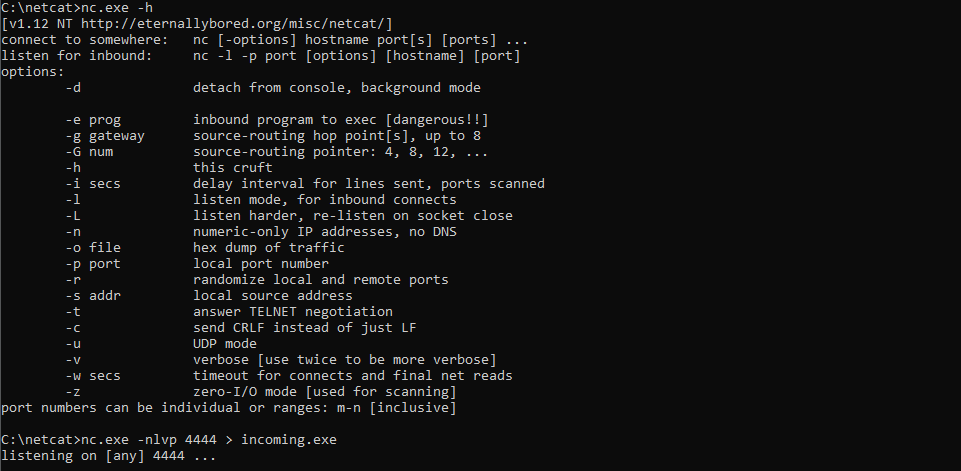 C:\netcat>nc.exe -h
[v1.12 NT http://eternallybored.org/misc/netcat/]
connect to somewhere:   nc [-options] hostname port[s] [ports] ...
listen for inbound:     nc -l -p port [options] [hostname] [port]
options:
        -d              detach from console, background mode

        -e prog         inbound program to exec [dangerous!!]
        -g gateway      source-routing hop point[s], up to 8
        -G num          source-routing pointer: 4, 8, 12, ...
        -h              this cruft
        -i secs         delay interval for lines sent, ports scanned
        -l              listen mode, for inbound connects
        -L              listen harder, re-listen on socket close
        -n              numeric-only IP addresses, no DNS
        -o file         hex dump of traffic
        -p port         local port number
        -r              randomize local and remote ports
        -s addr         local source address
        -t              answer TELNET negotiation
        -c              send CRLF instead of just LF
        -u              UDP mode
        -v              verbose [use twice to be more verbose]
        -w secs         timeout for connects and final net reads
        -z              zero-I/O mode [used for scanning]
port numbers can be individual or ranges: m-n [inclusive]

C:\netcat>nc.exe -nlvp 4444 > incoming.exe
listening on [any] 4444 ...